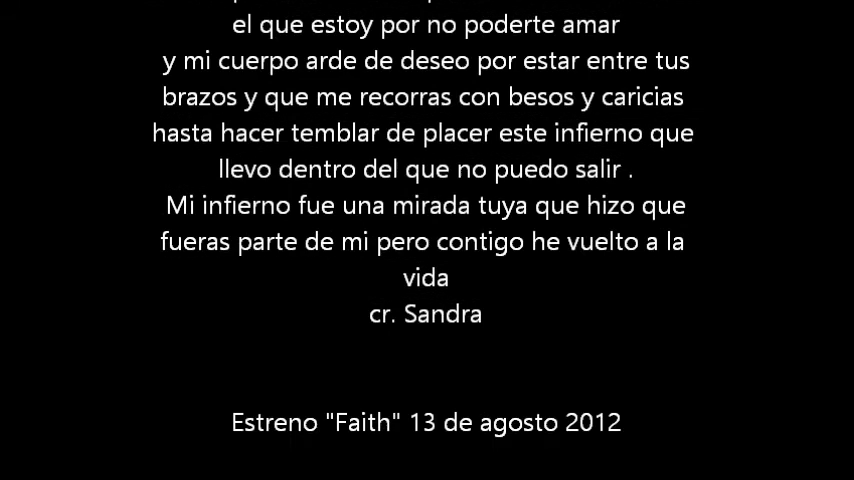 el que estoy por no poderte amar
y mi cuerpo arde de deseo por estar entre tus
brazos y que me recorras con besos y caricias
hasta hacer temblar de placer este infierno que
llevo dentro del que no puedo salir .
Mi infierno fue una mirada tuya que hizo que
fueras parte de mi pero contigo he vuelto a la
vida
cr. Sandra
Estreno "Faith" 13 de agosto 2012